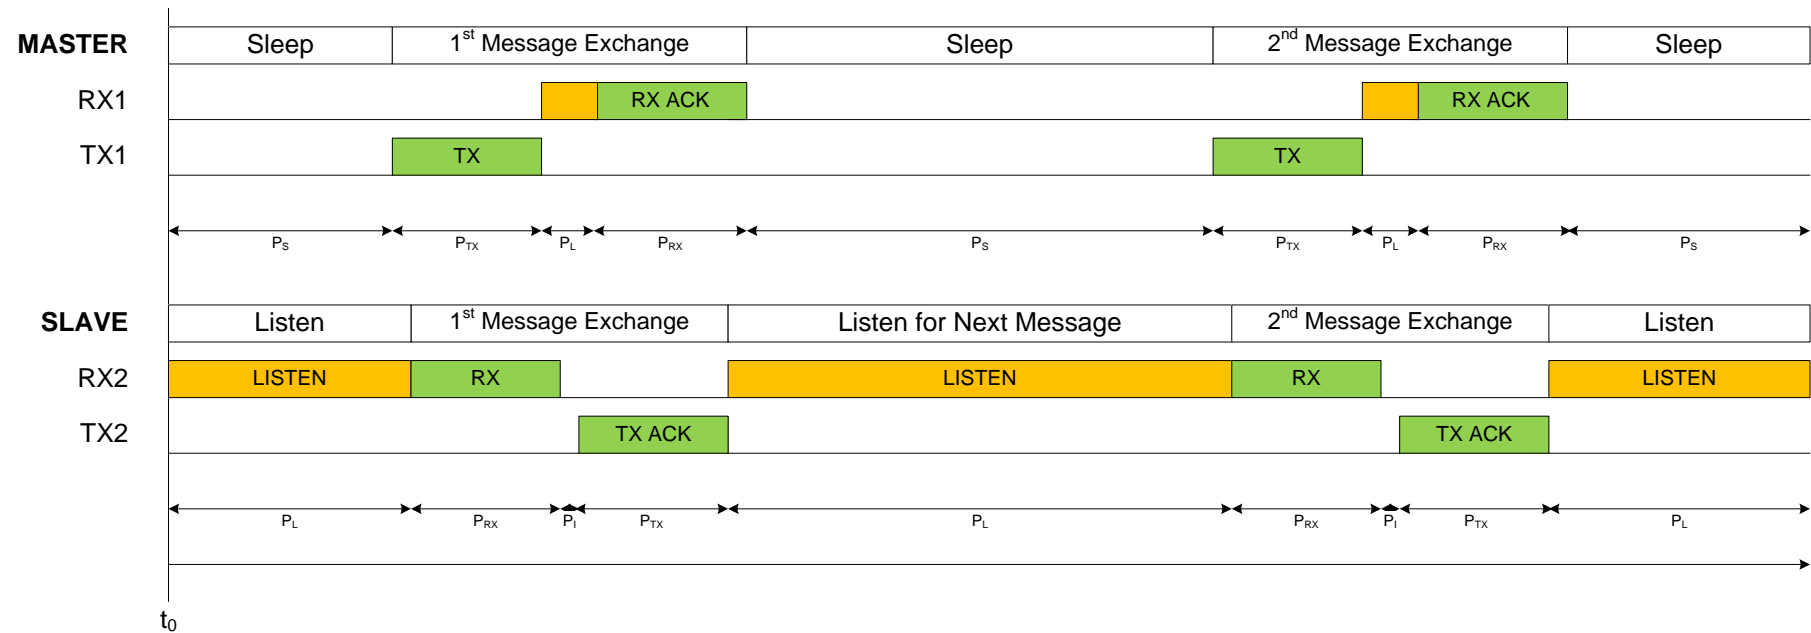 MASTER Sleep 1st Message Exchange Sleep 2nd Message Exchange Sleep
RX1 RX ACK RX ACK
TX1 TX TX
PS PTX PL PRX PS PTX PL PRX PS
SLAVE Listen 1st Message Exchange Listen for Next Message 2nd Message Exchange Listen
RX2 LISTEN RX LISTEN RX LISTEN
TX2 TX ACK TX ACK
PL PRX PI PTX PL PRX PI PTX PL
t0